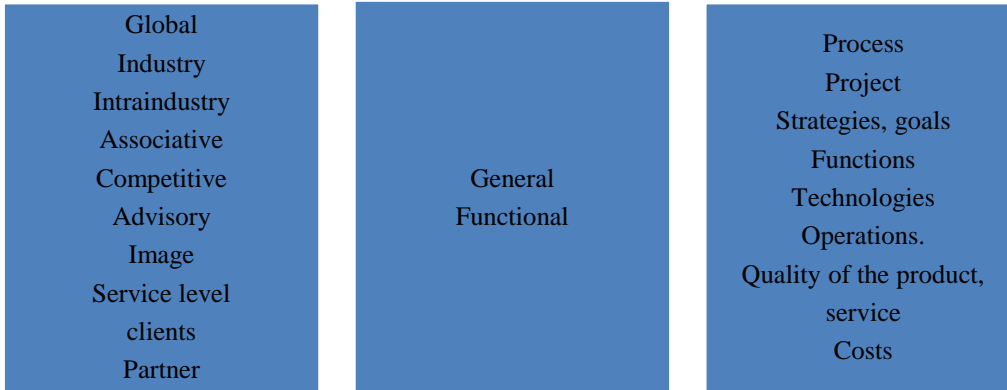 Global
Industry
Intraindustry
Associative
Competitive
Advisory
Image
Service level
clients
Partner
General
Functional
Process
Project
Strategies, goals
Functions
Technologies
Operations.
Quality of the product,
service
Costs